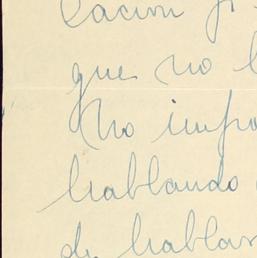 que no
No impo
hablando
de hablar